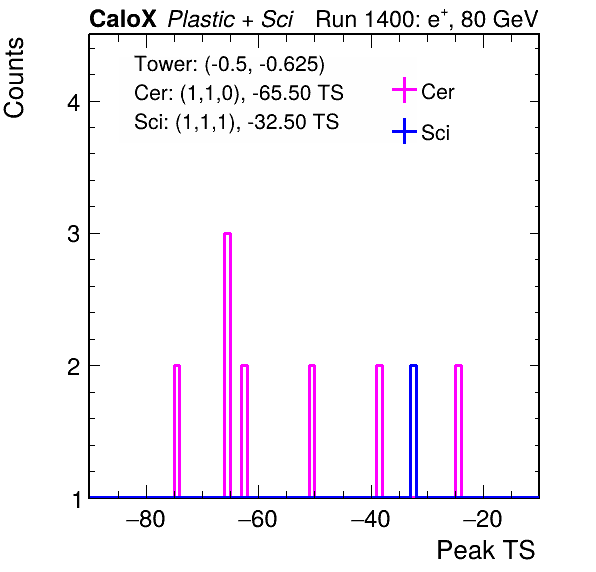 CaloX Plastic + Sci Run 1400: e⁺, 80 GeV
Counts
Tower: (-0.5, -0.625)
Cer: (1,1,0), -65.50 TS
Sci: (1,1,1), -32.50 TS
Cer
Sci
4
3
2
1
−80 −60 −40 −20
Peak TS